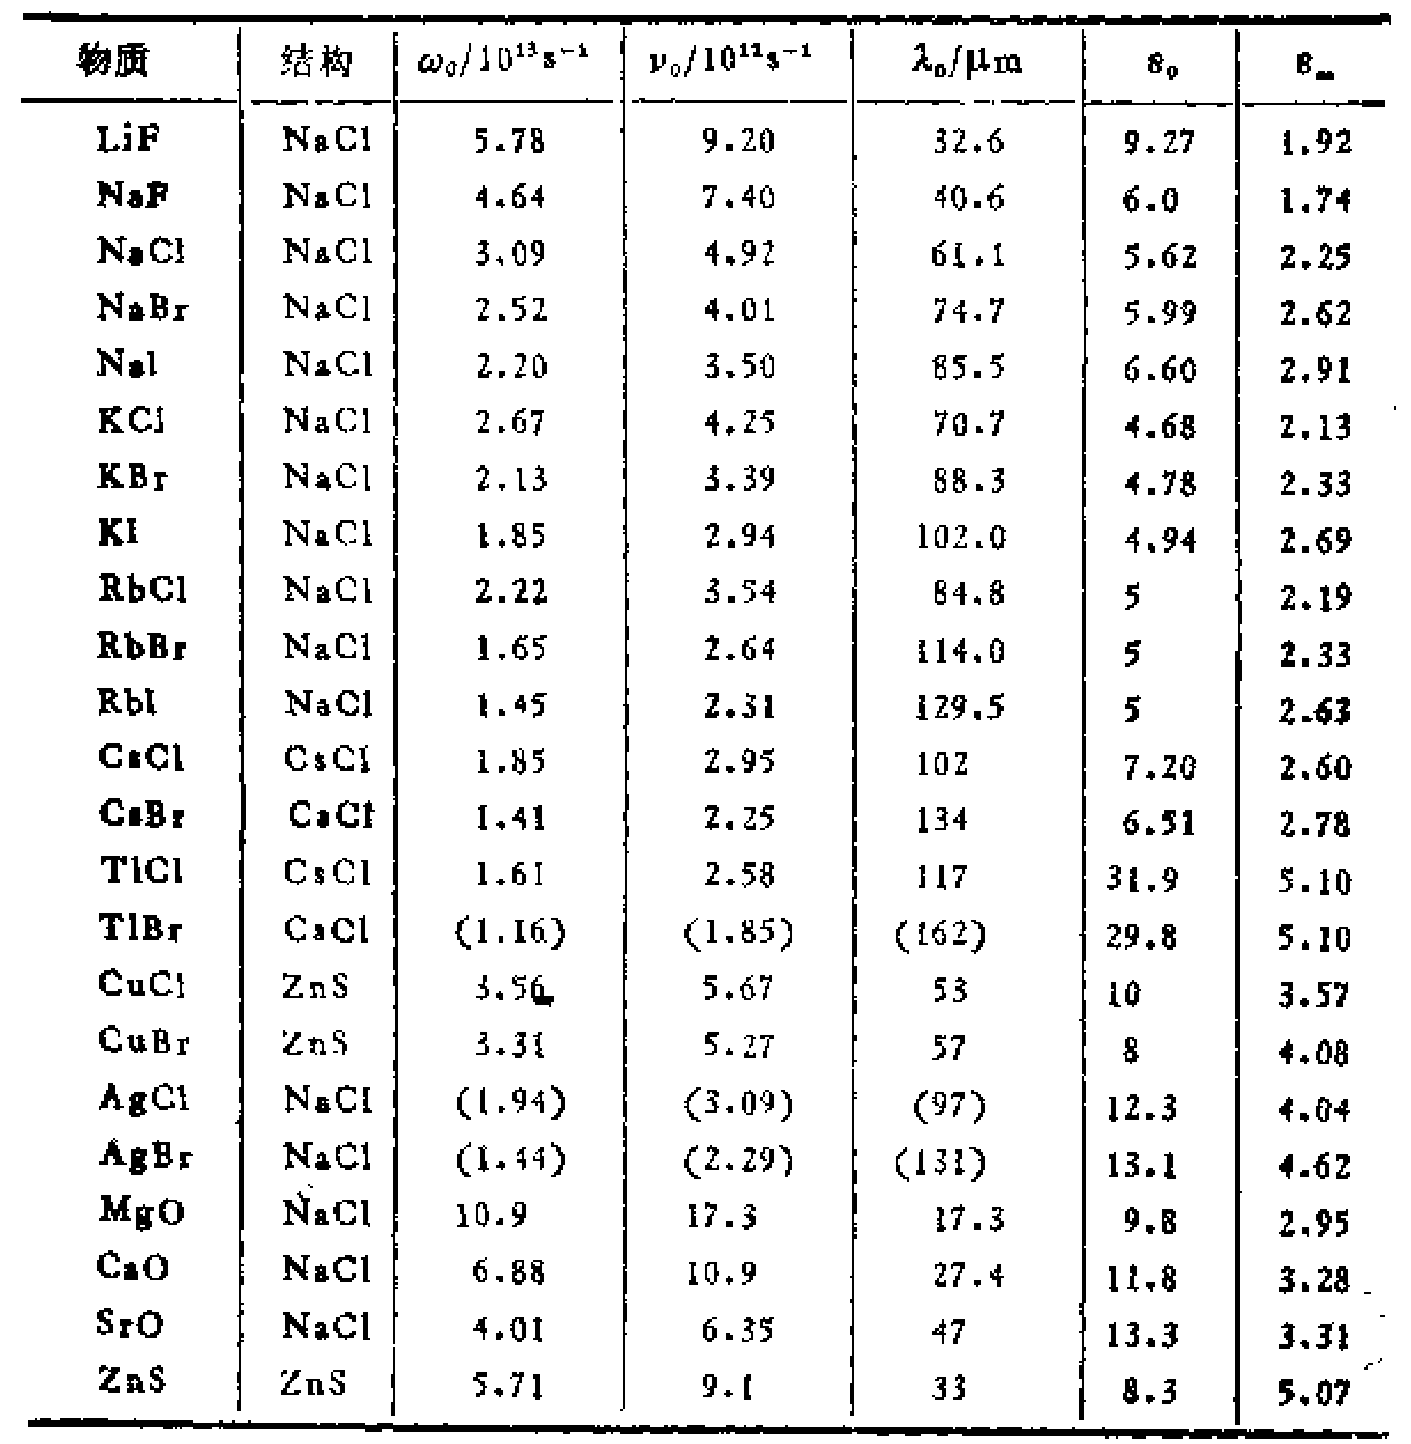 物质 结构 ω₀/10¹³s⁻¹ ν₀/10¹²s⁻¹ λ₀/μm ε₀ ε∞
LiF NaCl 5.78 9.20 32.6 9.27 1.92
NaF NaCl 4.64 7.40 40.6 6.0 1.74
NaCl NaCl 3.09 4.92 61.1 5.62 2.25
NaBr NaCl 2.52 4.01 74.7 5.99 2.62
NaI NaCl 2.20 3.50 85.5 6.60 2.91
KCl NaCl 2.67 4.25 70.7 4.68 2.13
KBr NaCl 2.13 3.39 88.3 4.78 2.33
KI NaCl 1.85 2.94 102.0 4.94 2.69
RbCl NaCl 2.22 3.54 84.8 5 2.19
RbBr NaCl 1.65 2.64 114.0 5 2.33
RbI NaCl 1.45 2.31 129.5 5 2.63
CsCl CsCl 1.85 2.95 102 7.20 2.60
CsBr CsCl 1.41 2.25 134 6.51 2.78
TlCl CsCl 1.61 2.58 117 31.9 5.10
TlBr CsCl (1.16) (1.85) (162) 29.8 5.10
CuCl ZnS 3.56 5.67 53 10 3.57
CuBr ZnS 3.31 5.27 57 8 4.08
AgCl NaCl (1.94) (3.09) (97) 12.3 4.04
AgBr NaCl (1.44) (2.29) (131) 13.1 4.62
MgO NaCl 10.9 17.3 17.3 9.8 2.95
CaO NaCl 6.88 10.9 27.4 11.8 3.28
SrO NaCl 4.01 6.35 47 13.3 3.31
ZnS ZnS 5.71 9.1 33 8.3 5.07